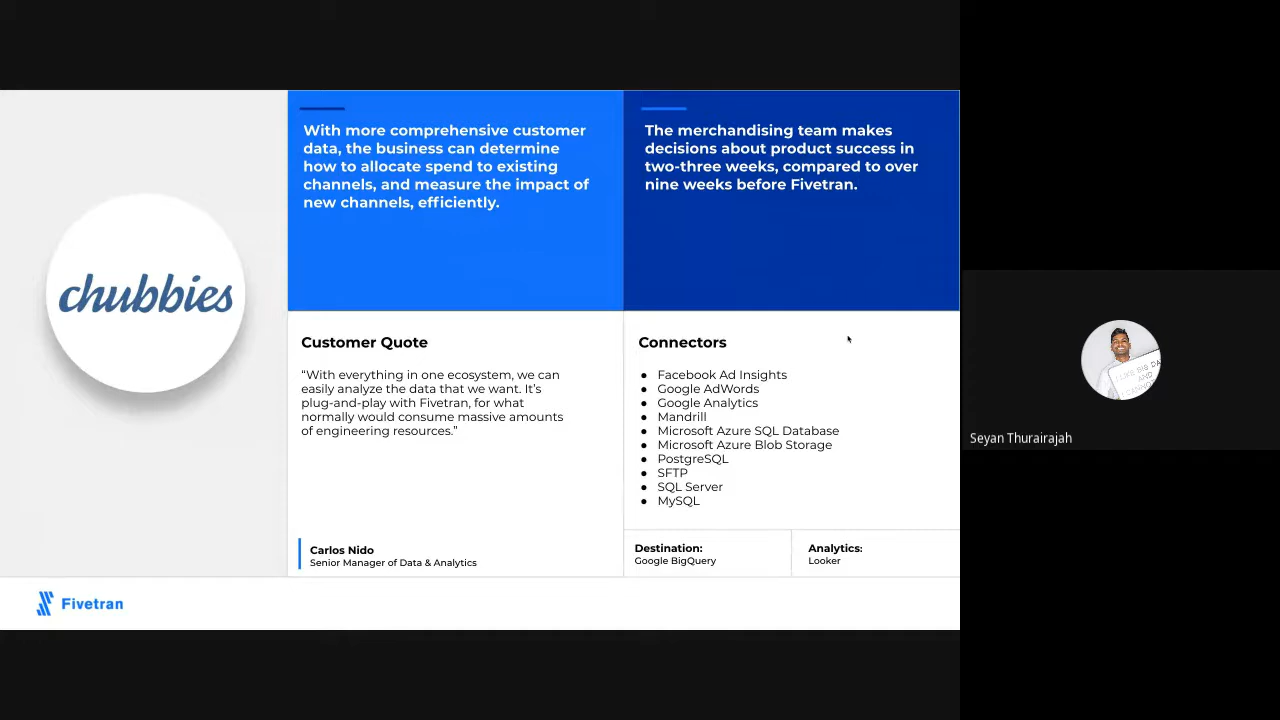 chubbies
With more comprehensive customer
data, the business can determine
how to allocate spend to existing
channels, and measure the impact of
new channels, efficiently.
The merchandising team makes
decisions about product success in
two-three weeks, compared to over
nine weeks before Fivetran.
Customer Quote
“With everything in one ecosystem, we can
easily analyze the data that we want. It’s
plug-and-play with Fivetran, for what
normally would consume massive amounts
of engineering resources.”
Carlos Nido
Senior Manager of Data & Analytics
Connectors
● Facebook Ad Insights
● Google AdWords
● Google Analytics
● Mandrill
● Microsoft Azure SQL Database
● Microsoft Azure Blob Storage
● PostgreSQL
● SFTP
● SQL Server
● MySQL
Destination:
Google BigQuery
Analytics:
Looker
Fivetran
I LIKE BIG DA
AND
I CANNO
Seyan Thurairajah